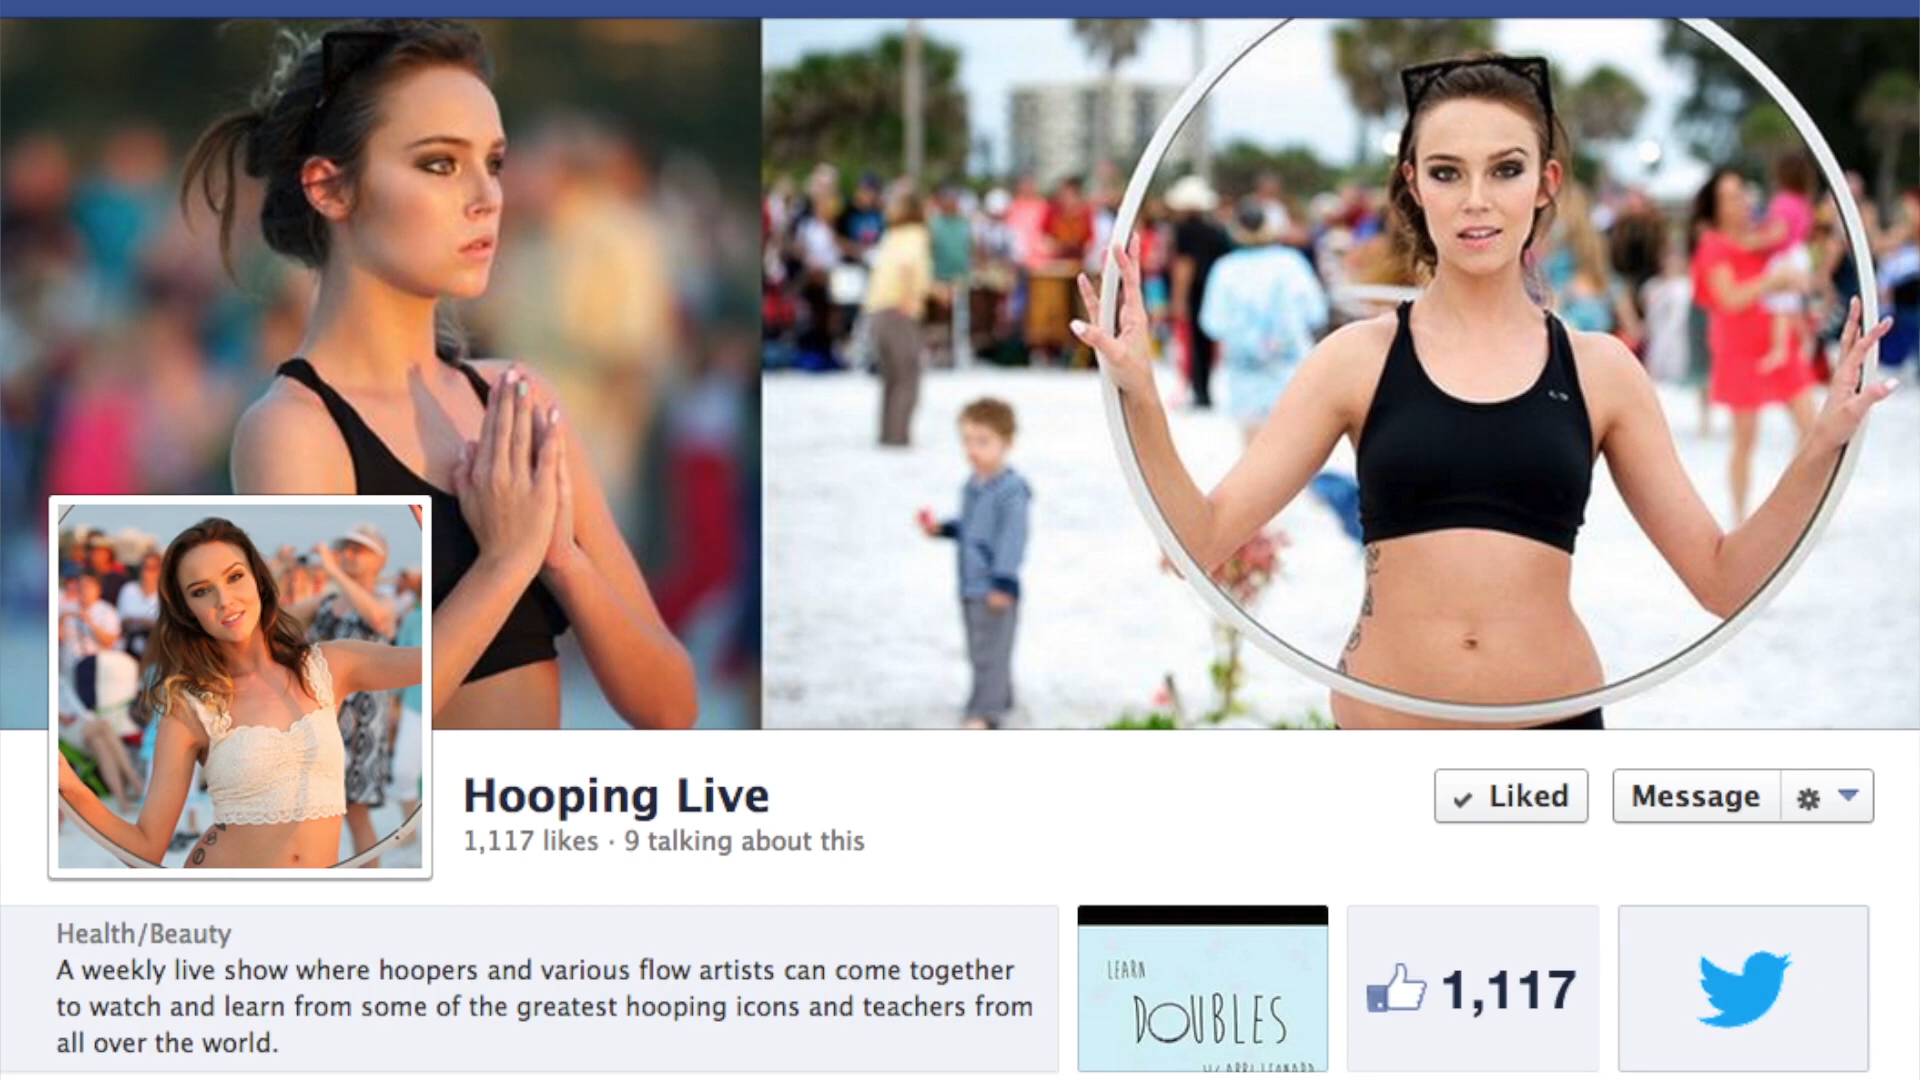 Hooping Live
1,117 likes · 9 talking about this
Liked
Message
Health/Beauty
A weekly live show where hoopers and various flow artists can come together
to watch and learn from some of the greatest hooping icons and teachers from
all over the world.
LEARN
DOUBLES
1,117